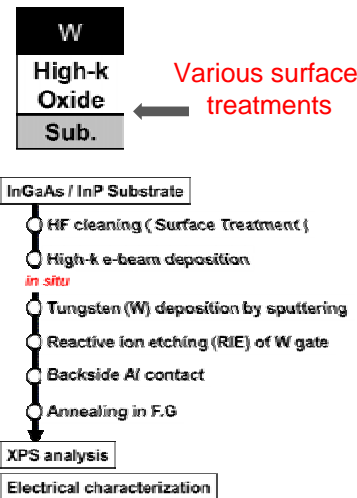 W
High-k
Oxide
Sub.
Various surface
treatments
InGaAs / InP Substrate
HF cleaning ( Surface Treatment (
High-k e-beam deposition
in situ
Tungsten (W) deposition by sputtering
Reactive ion etching (RIE) of W gate
Backside Al contact
Annealing in F.G
XPS analysis
Electrical characterization